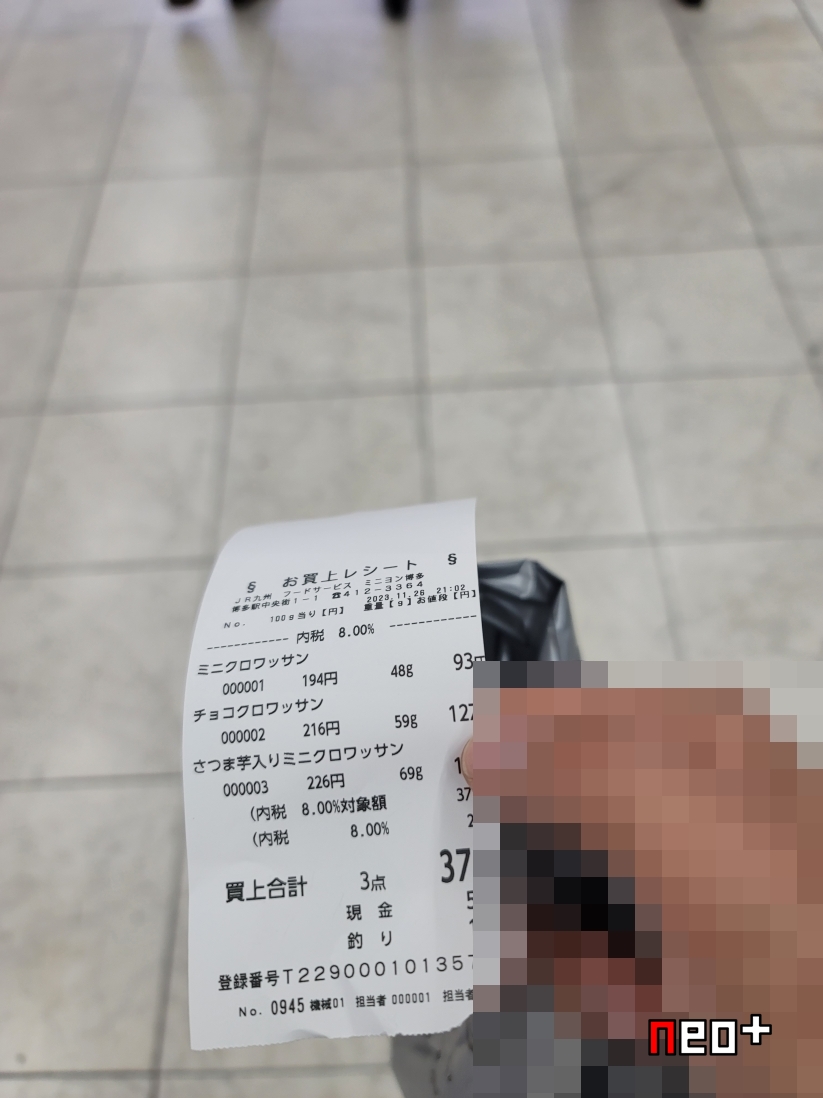 § お買上レシート §
JR九州 フードサービス ミニヨン博多
博多駅中央街1-1 ☎412-3364
2023.11.26 21:02
No. 100g当り[円] 重量[g]お値段[円]
------------ 内税 8.00% ------------
ミニクロワッサン
000001 194円 48g 93円
チョコクロワッサン
000002 216円 59g 127
さつま芋入りミニクロワッサン
000003 226円 69g 1
(内税 8.00%対象額 37
(内税 8.00% 2
買上合計 3点 37
現 金 5
釣 り
登録番号T229000101357
No. 0945 機械01 担当者 000001 担当者
neo+